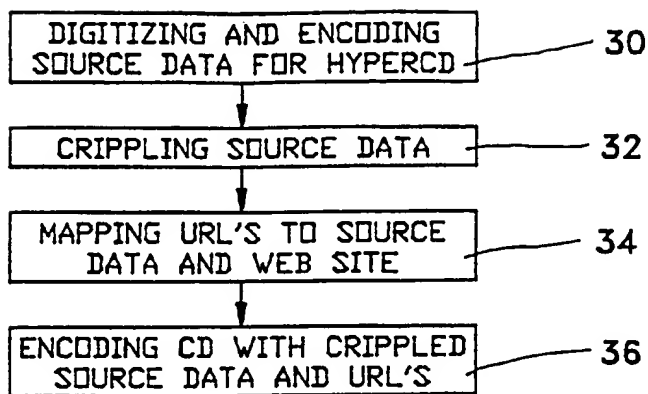 DIGITIZING AND ENCODING
SOURCE DATA FOR HYPERCD
30
CRIPPLING SOURCE DATA
32
MAPPING URL'S TO SOURCE
DATA AND WEB SITE
34
ENCODING CD WITH CRIPPLED
SOURCE DATA AND URL'S
36